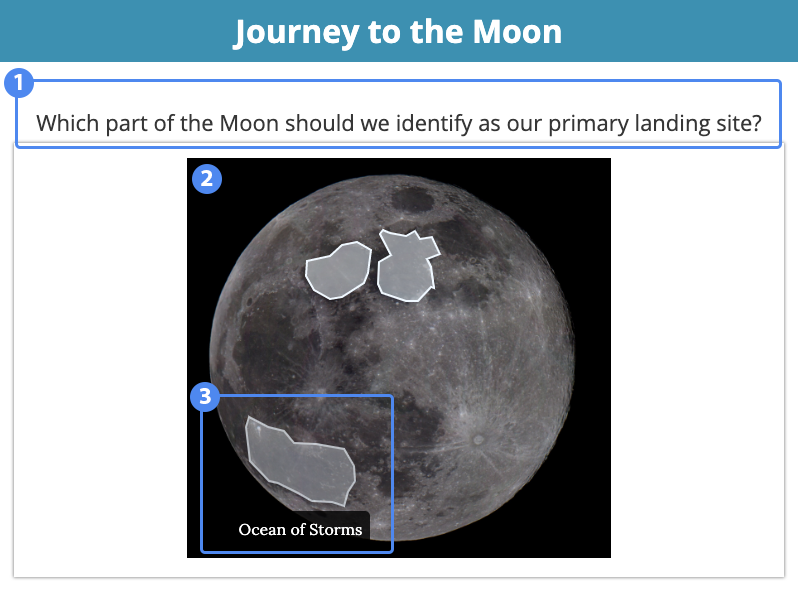 Journey to the Moon
1
Which part of the Moon should we identify as our primary landing site?
2
3
Ocean of Storms